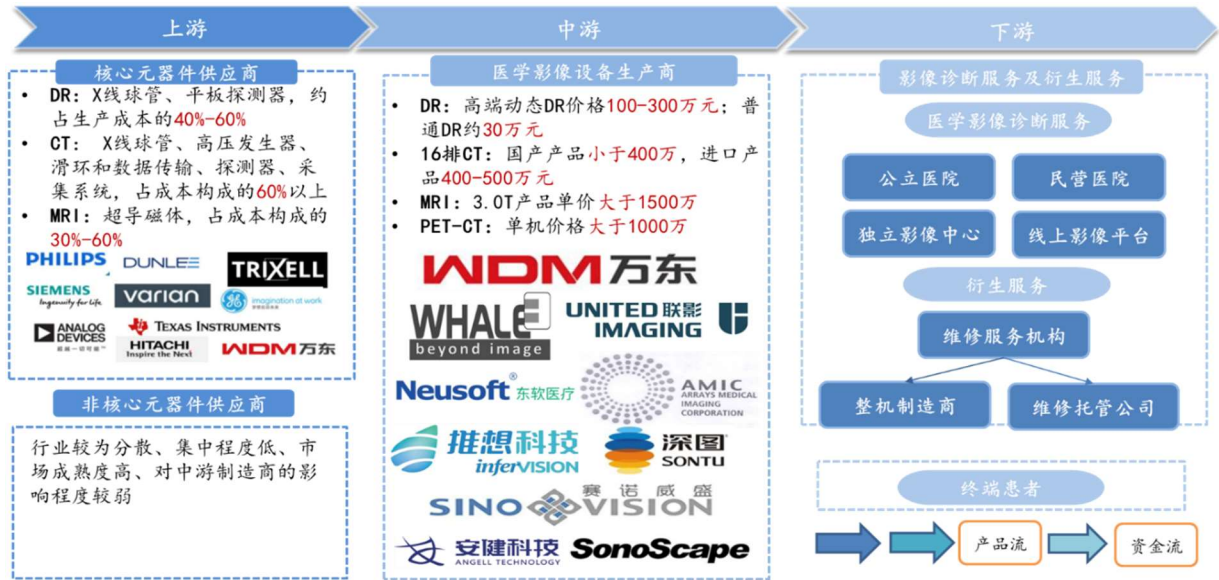 上游
中游
下游
核心元器件供应商
• DR: X线球管、平板探测器，约
占生产成本的40%-60%
• CT: X线球管、高压发生器、
滑环和数据传输、探测器、采
集系统，占成本构成的60%以上
• MRI: 超导磁体，占成本构成的
30%-60%
PHILIPS
DUNLEE
TRIXELL
SIEMENS
Ingenuity for life
varian
GE imagination at work
ANALOG
DEVICES
超越一切可能™
TEXAS INSTRUMENTS
HITACHI
Inspire the Next
WDM万东
非核心元器件供应商
行业较为分散、集中程度低、市
场成熟度高、对中游制造商的影
响程度较弱
医学影像设备生产商
• DR: 高端动态DR价格100-300万元；普
通DR约30万元
• 16排CT: 国产产品小于400万，进口产
品400-500万元
• MRI: 3.0T产品单价大于1500万
• PET-CT: 单机价格大于1000万
WDM万东
WHALE
beyond image
UNITED 联影
IMAGING
Neusoft® 东软医疗
AMIC
ARRAYS MEDICAL
IMAGING
CORPORATION
推想科技
inferVISION
深图
SONTU
赛诺威盛
SINOVISION
安健科技
ANGELL TECHNOLOGY
SonoScape
影像诊断服务及衍生服务
医学影像诊断服务
公立医院
民营医院
独立影像中心
线上影像平台
衍生服务
维修服务机构
整机制造商
维修托管公司
终端患者
产品流
资金流